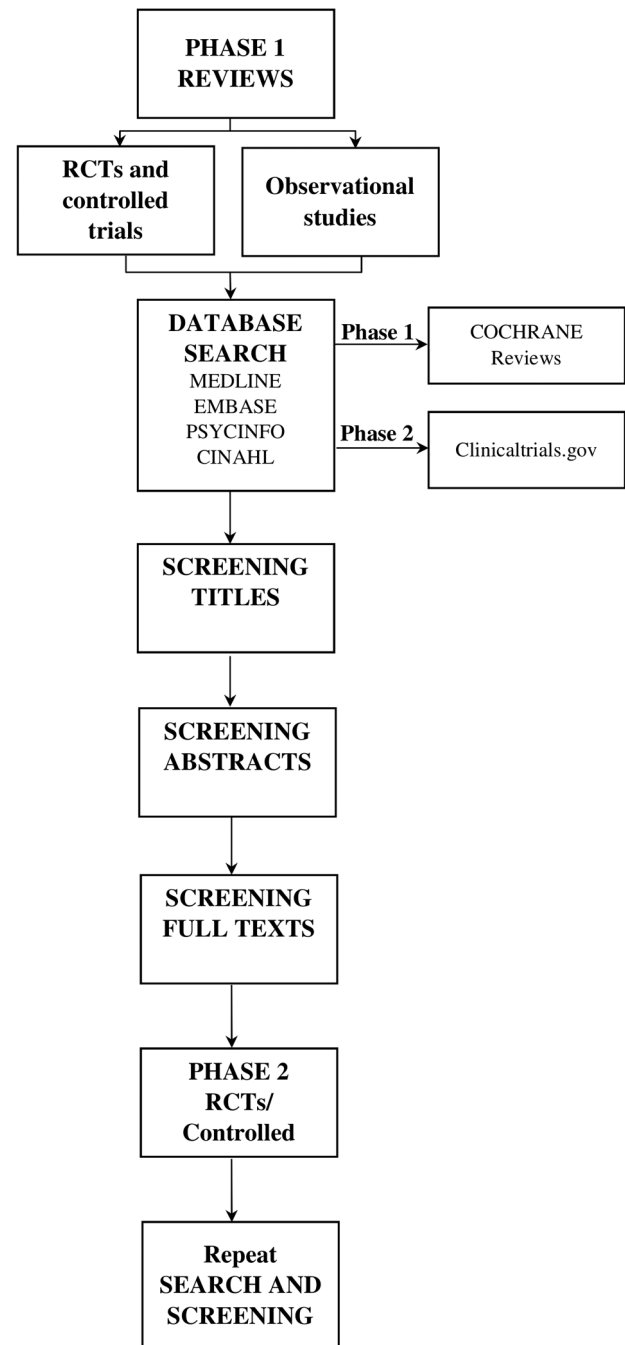 PHASE 1
REVIEWS
RCTs and
controlled
trials
Observational
studies
DATABASE
SEARCH
MEDLINE
EMBASE
PSYCINFO
CINAHL
Phase 1
COCHRANE
Reviews
Phase 2
Clinicaltrials.gov
SCREENING
TITLES
SCREENING
ABSTRACTS
SCREENING
FULL TEXTS
PHASE 2
RCTs/
Controlled
Repeat
SEARCH AND
SCREENING